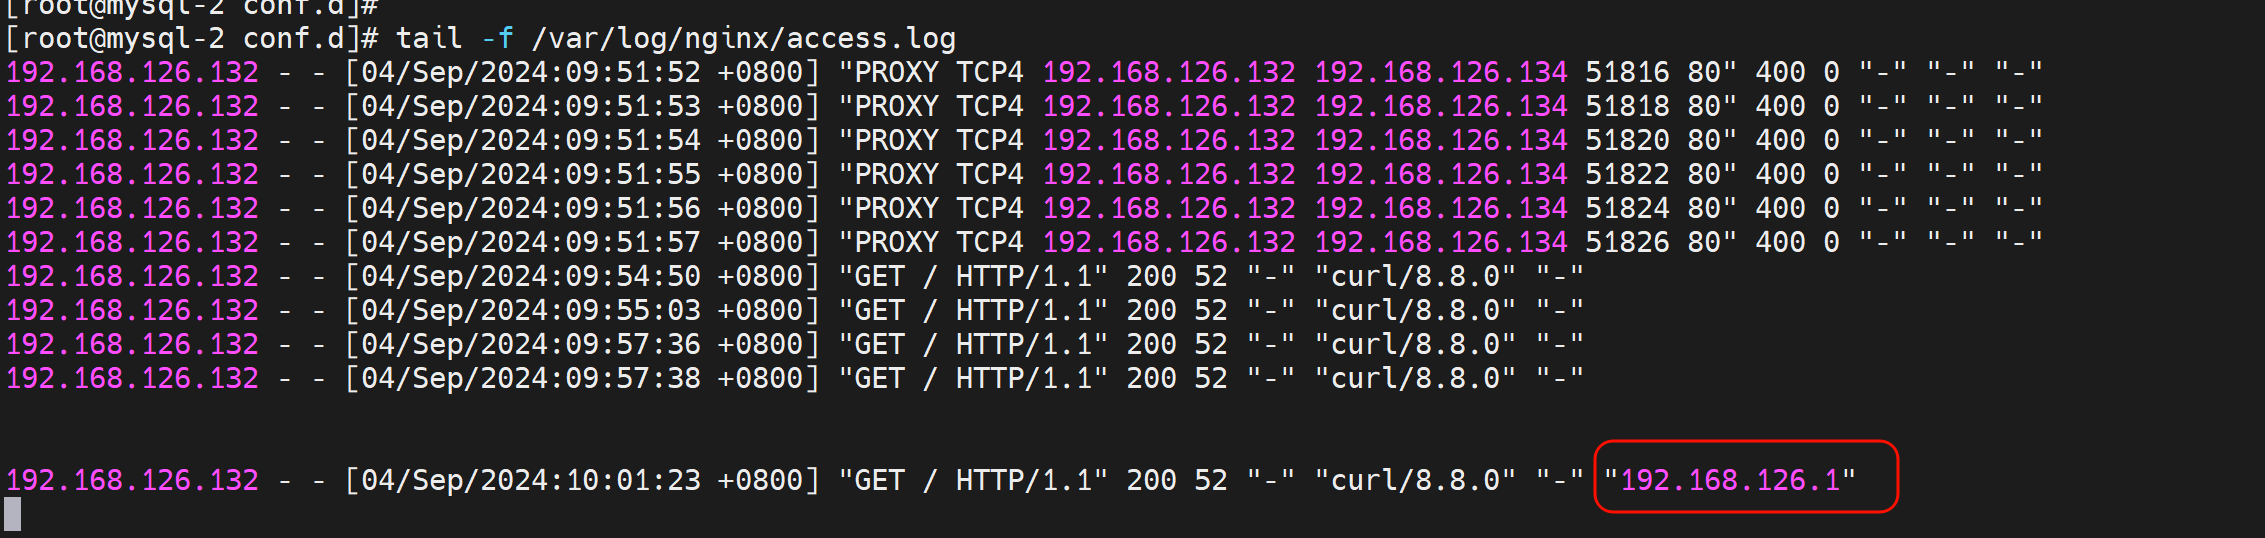 [root@mysql-2 conf.d]#
[root@mysql-2 conf.d]# tail -f /var/log/nginx/access.log
192.168.126.132 - - [04/Sep/2024:09:51:52 +0800] "PROXY TCP4 192.168.126.132 192.168.126.134 51816 80" 400 0 "-" "-" "-"
192.168.126.132 - - [04/Sep/2024:09:51:53 +0800] "PROXY TCP4 192.168.126.132 192.168.126.134 51818 80" 400 0 "-" "-" "-"
192.168.126.132 - - [04/Sep/2024:09:51:54 +0800] "PROXY TCP4 192.168.126.132 192.168.126.134 51820 80" 400 0 "-" "-" "-"
192.168.126.132 - - [04/Sep/2024:09:51:55 +0800] "PROXY TCP4 192.168.126.132 192.168.126.134 51822 80" 400 0 "-" "-" "-"
192.168.126.132 - - [04/Sep/2024:09:51:56 +0800] "PROXY TCP4 192.168.126.132 192.168.126.134 51824 80" 400 0 "-" "-" "-"
192.168.126.132 - - [04/Sep/2024:09:51:57 +0800] "PROXY TCP4 192.168.126.132 192.168.126.134 51826 80" 400 0 "-" "-" "-"
192.168.126.132 - - [04/Sep/2024:09:54:50 +0800] "GET / HTTP/1.1" 200 52 "-" "curl/8.8.0" "-"
192.168.126.132 - - [04/Sep/2024:09:55:03 +0800] "GET / HTTP/1.1" 200 52 "-" "curl/8.8.0" "-"
192.168.126.132 - - [04/Sep/2024:09:57:36 +0800] "GET / HTTP/1.1" 200 52 "-" "curl/8.8.0" "-"
192.168.126.132 - - [04/Sep/2024:09:57:38 +0800] "GET / HTTP/1.1" 200 52 "-" "curl/8.8.0" "-"
192.168.126.132 - - [04/Sep/2024:10:01:23 +0800] "GET / HTTP/1.1" 200 52 "-" "curl/8.8.0" "-" "192.168.126.1"